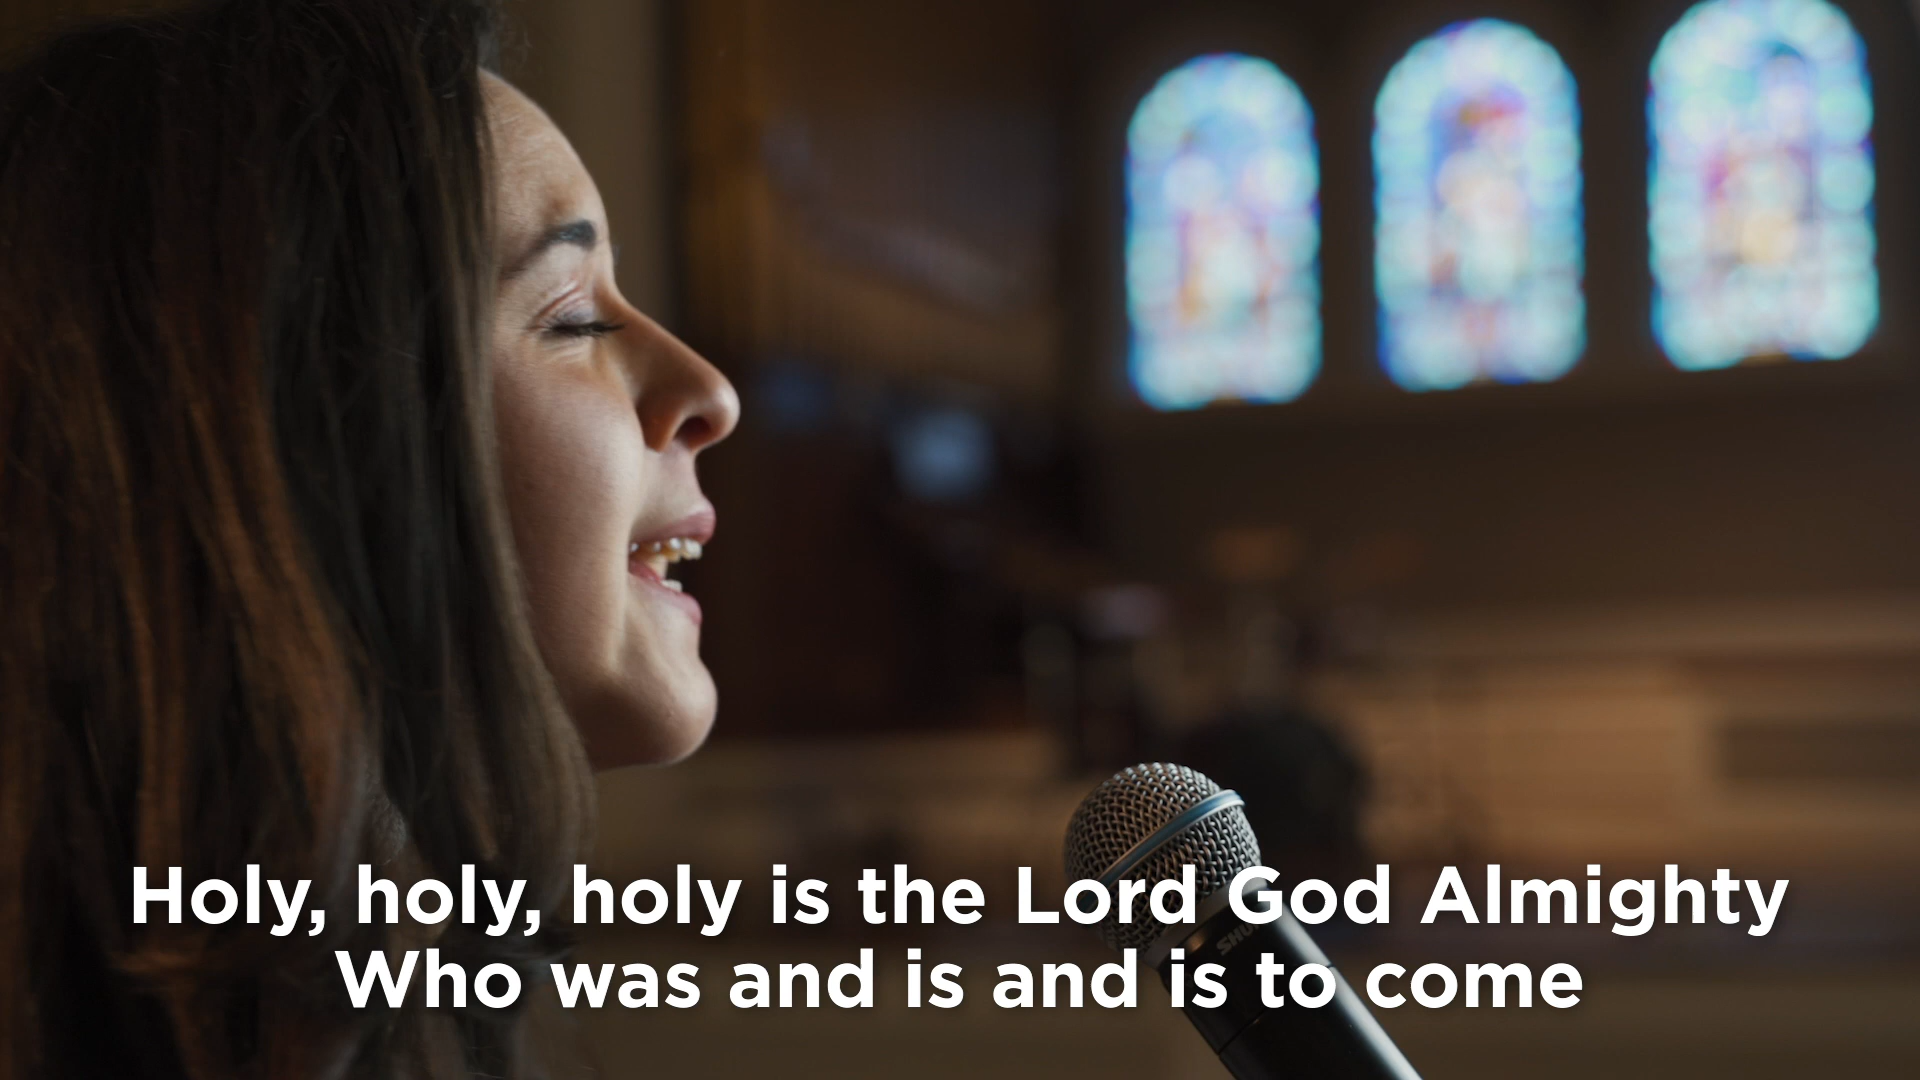 Holy, holy, holy is the Lord God Almighty
Who was and is and is to come